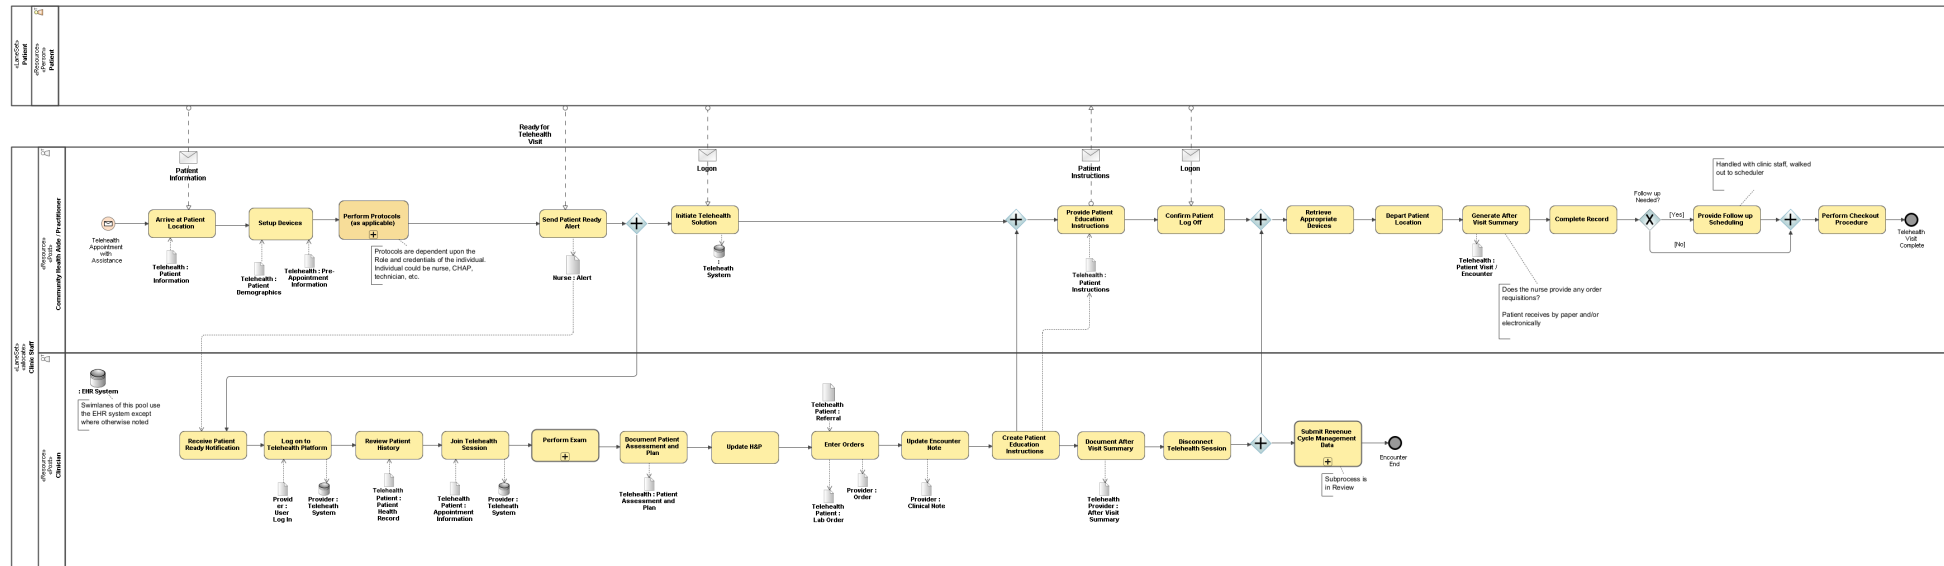 «LaneSet»
Patient
«Resource»
«Person»
Patient
Ready for
Telehealth
Visit
Patient
Information
Logon
Patient
Instructions
Logon
«LaneSet»
«allocate»
Clinic Staff
«Resource»
«Post»
Community Health Aide / Practitioner
Telehealth
Appointment
with
Assistance
Arrive at Patient
Location
Telehealth :
Patient
Information
Setup Devices
Telehealth :
Patient
Demographics
Telehealth : Pre-
Appointment
Information
Perform Protocols
(as applicable)
Protocols are dependent upon the
Role and credentials of the individual.
Individual could be nurse, CHAP,
technician, etc.
Send Patient Ready
Alert
Nurse : Alert
Initiate Telehealth
Solution
:
Teleheath
System
Provide Patient
Education
Instructions
Telehealth :
Patient
Instructions
Confirm Patient
Log Off
Retrieve
Appropriate
Devices
Depart Patient
Location
Generate After
Visit Summary
Telehealth :
Patient Visit /
Encounter
Does the nurse provide any order
requisitions?
Patient receives by paper and/or
electronically
Complete Record
Follow up
Needed?
[Yes]
[No]
Handled with clinic staff, walked
out to scheduler
Provide Follow up
Scheduling
Perform Checkout
Procedure
Telehealth
Visit
Complete
«Resource»
«Post»
Clinician
: EHR System
Swimlanes of this pool use
the EHR system except
where otherwise noted
Receive Patient
Ready Notification
Log on to
Telehealth Platform
Provid
er :
User
Log In
Provider :
Teleheath
System
Review Patient
History
Telehealth
Patient :
Patient
Health
Record
Join Telehealth
Session
Telehealth
Patient :
Appointment
Information
Provider :
Teleheath
System
Perform Exam
Document Patient
Assessment and
Plan
Telehealth : Patient
Assessment and
Plan
Update H&P
Telehealth
Patient :
Referral
Enter Orders
Telehealth
Patient :
Lab Order
Provider :
Order
Update Encounter
Note
Provider :
Clinical Note
Create Patient
Education
Instructions
Document After
Visit Summary
Telehealth
Provider :
After Visit
Summary
Disconnect
Telehealth Session
Submit Revenue
Cycle Management
Data
Subprocess is
in Review
Encounter
End